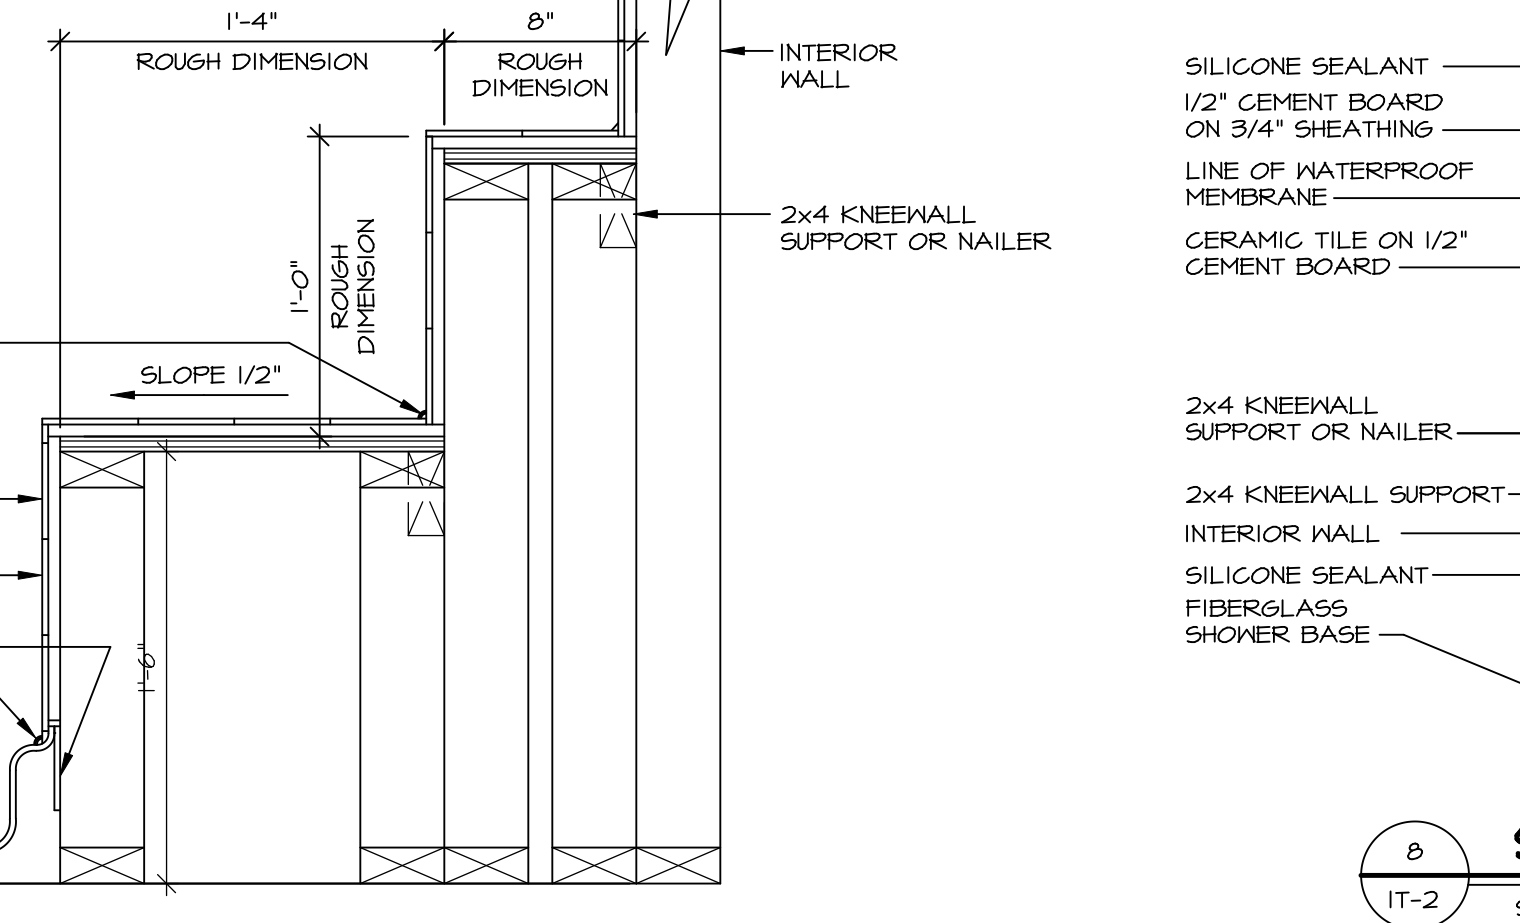 1'-4"
ROUGH DIMENSION
8"
ROUGH
DIMENSION
INTERIOR
WALL
2x4 KNEEWALL
SUPPORT OR NAILER
1'-0"
ROUGH
DIMENSION
SLOPE 1/2"
1'-6"
SILICONE SEALANT
1/2" CEMENT BOARD
ON 3/4" SHEATHING
LINE OF WATERPROOF
MEMBRANE
CERAMIC TILE ON 1/2"
CEMENT BOARD
2x4 KNEEWALL
SUPPORT OR NAILER
2x4 KNEEWALL SUPPORT
INTERIOR WALL
SILICONE SEALANT
FIBERGLASS
SHOWER BASE
8
IT-2